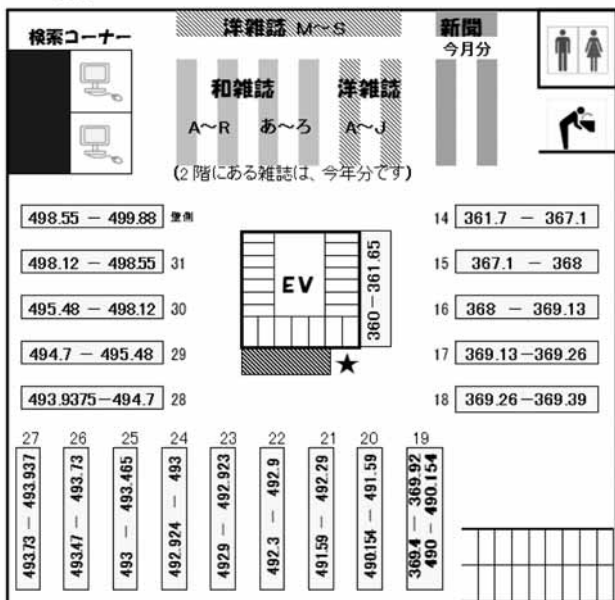 検索コーナー
洋雑誌 M～S
新聞
今月分
和雑誌
洋雑誌
A～R
あ～ろ
A～J
(2階にある雑誌は、今年分です)
498.55 － 499.88 壁側
498.12 － 498.55 31
495.48 － 498.12 30
494.7 － 495.48 29
493.9375－494.7 28
EV
360－361.65
★
14 361.7 － 367.1
15 367.1 － 368
16 368 － 369.13
17 369.13－369.26
18 369.26－369.39
27
493.73 － 493.937
26
493.47 － 493.73
25
493 － 493.465
24
492.924 － 493
23
492.9 － 492.923
22
492.3 － 492.9
21
491.59 － 492.29
20
490.154 － 491.59
19
369.4 － 369.92
490 － 490.154